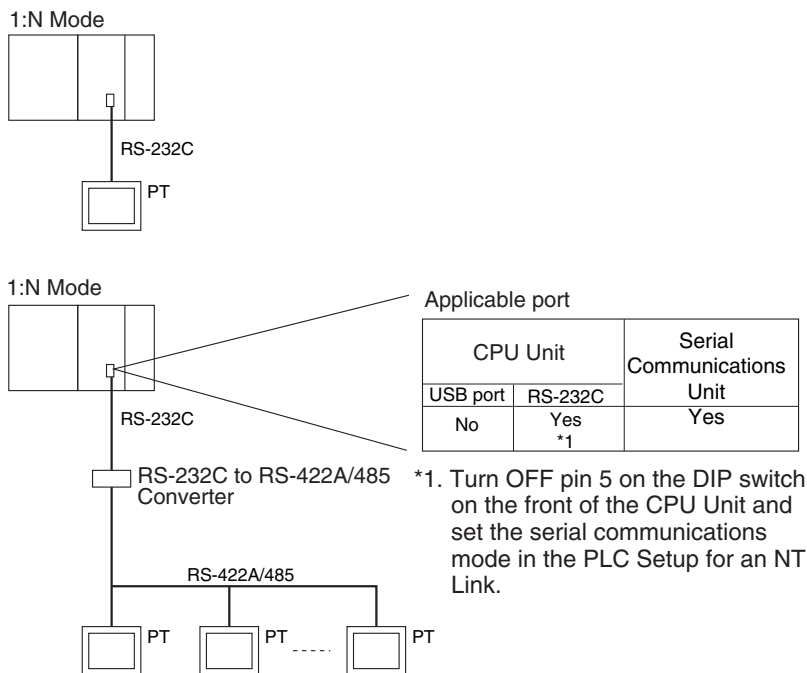 1:N Mode
RS-232C
PT
1:N Mode
RS-232C
RS-232C to RS-422A/485
Converter
RS-422A/485
PT
PT
PT
Applicable port
CPU Unit
Serial
Communications
Unit
USB port
RS-232C
No
Yes
*1
Yes
*1. Turn OFF pin 5 on the DIP switch
on the front of the CPU Unit and
set the serial communications
mode in the PLC Setup for an NT
Link.